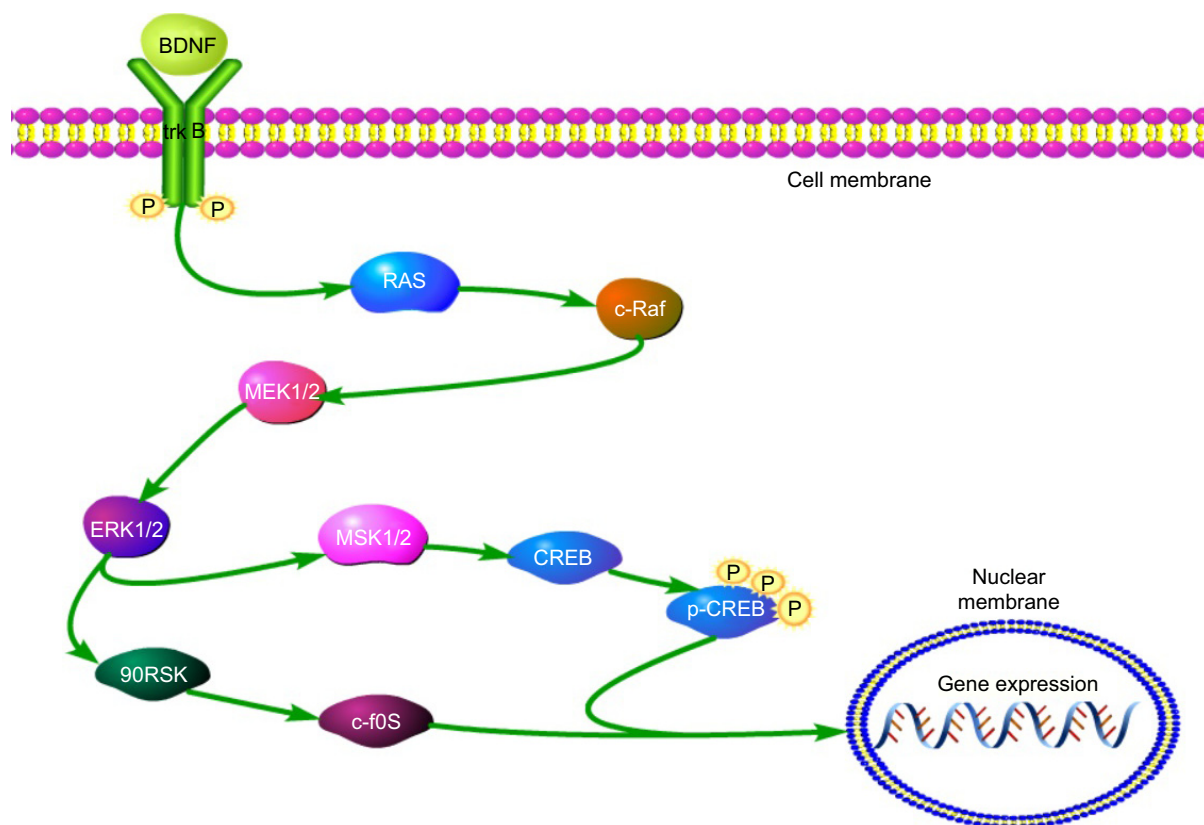 BDNF
trk B
Cell membrane
P
P
RAS
c-Raf
MEK1/2
ERK1/2
MSK1/2
CREB
P
P
P
p-CREB
Nuclear
membrane
90RSK
c-f0S
Gene expression